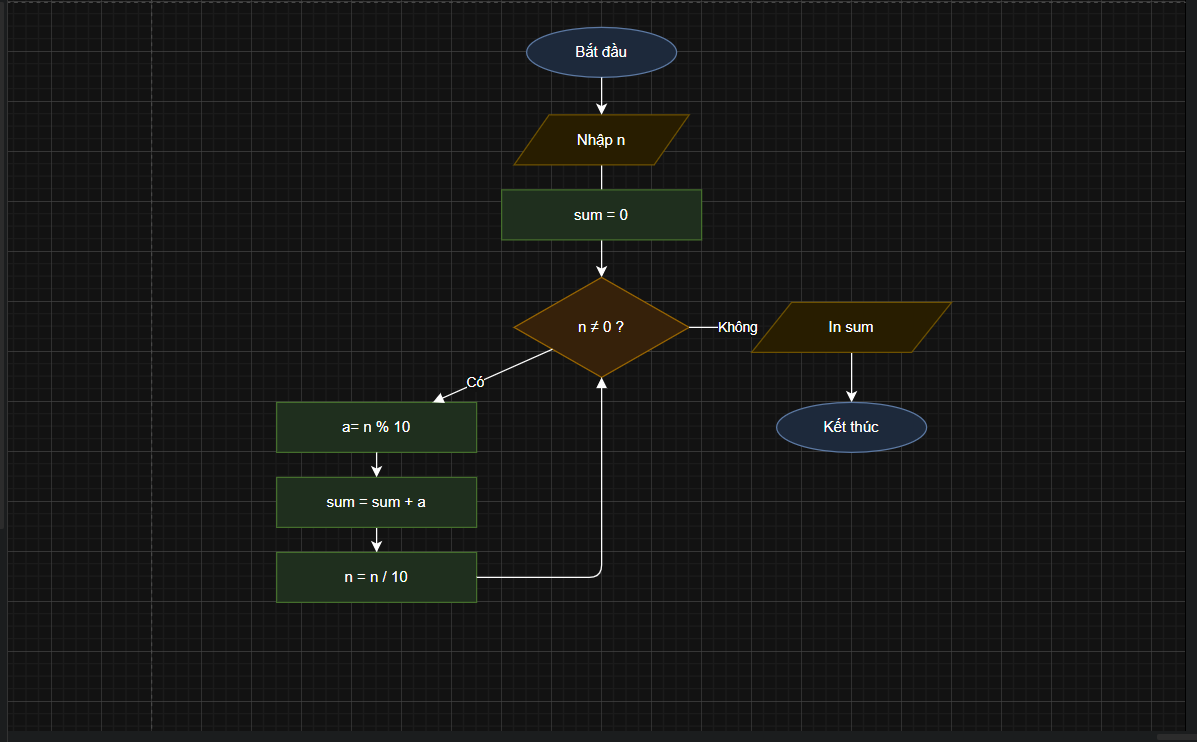 Bắt đầu
Nhập n
sum = 0
n ≠ 0 ?
Không
In sum
Có
a= n % 10
Kết thúc
sum = sum + a
n = n / 10